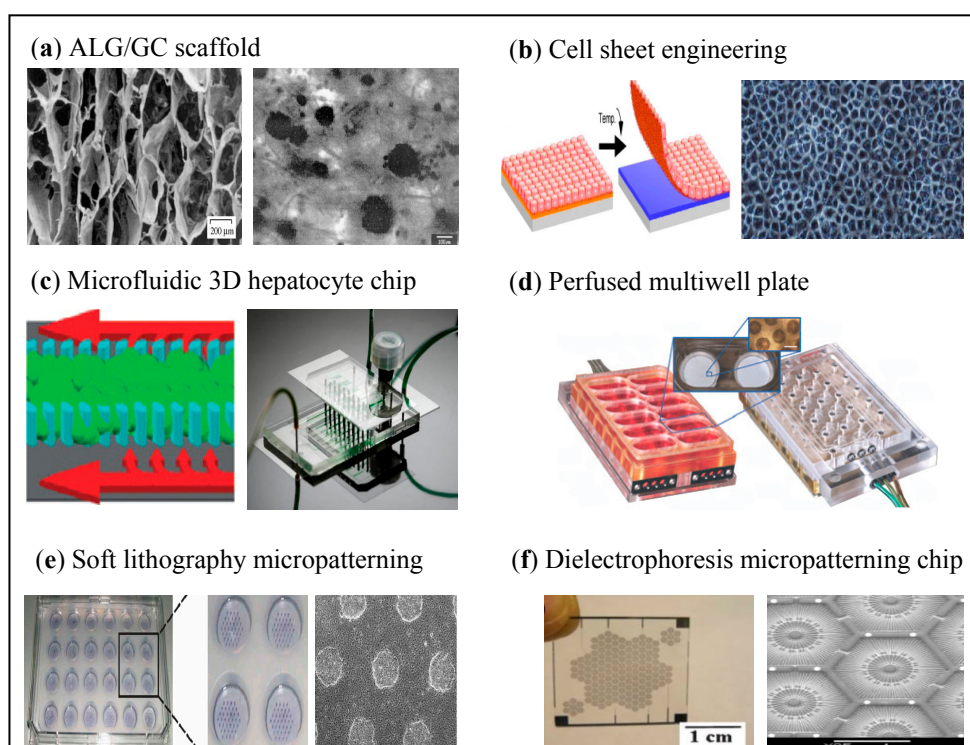 (a) ALG/GC scaffold
(b) Cell sheet engineering
200 μm
Temp.
(c) Microfluidic 3D hepatocyte chip
(d) Perfused multiwell plate
(e) Soft lithography micropatterning
(f) Dielectrophoresis micropatterning chip
1 cm